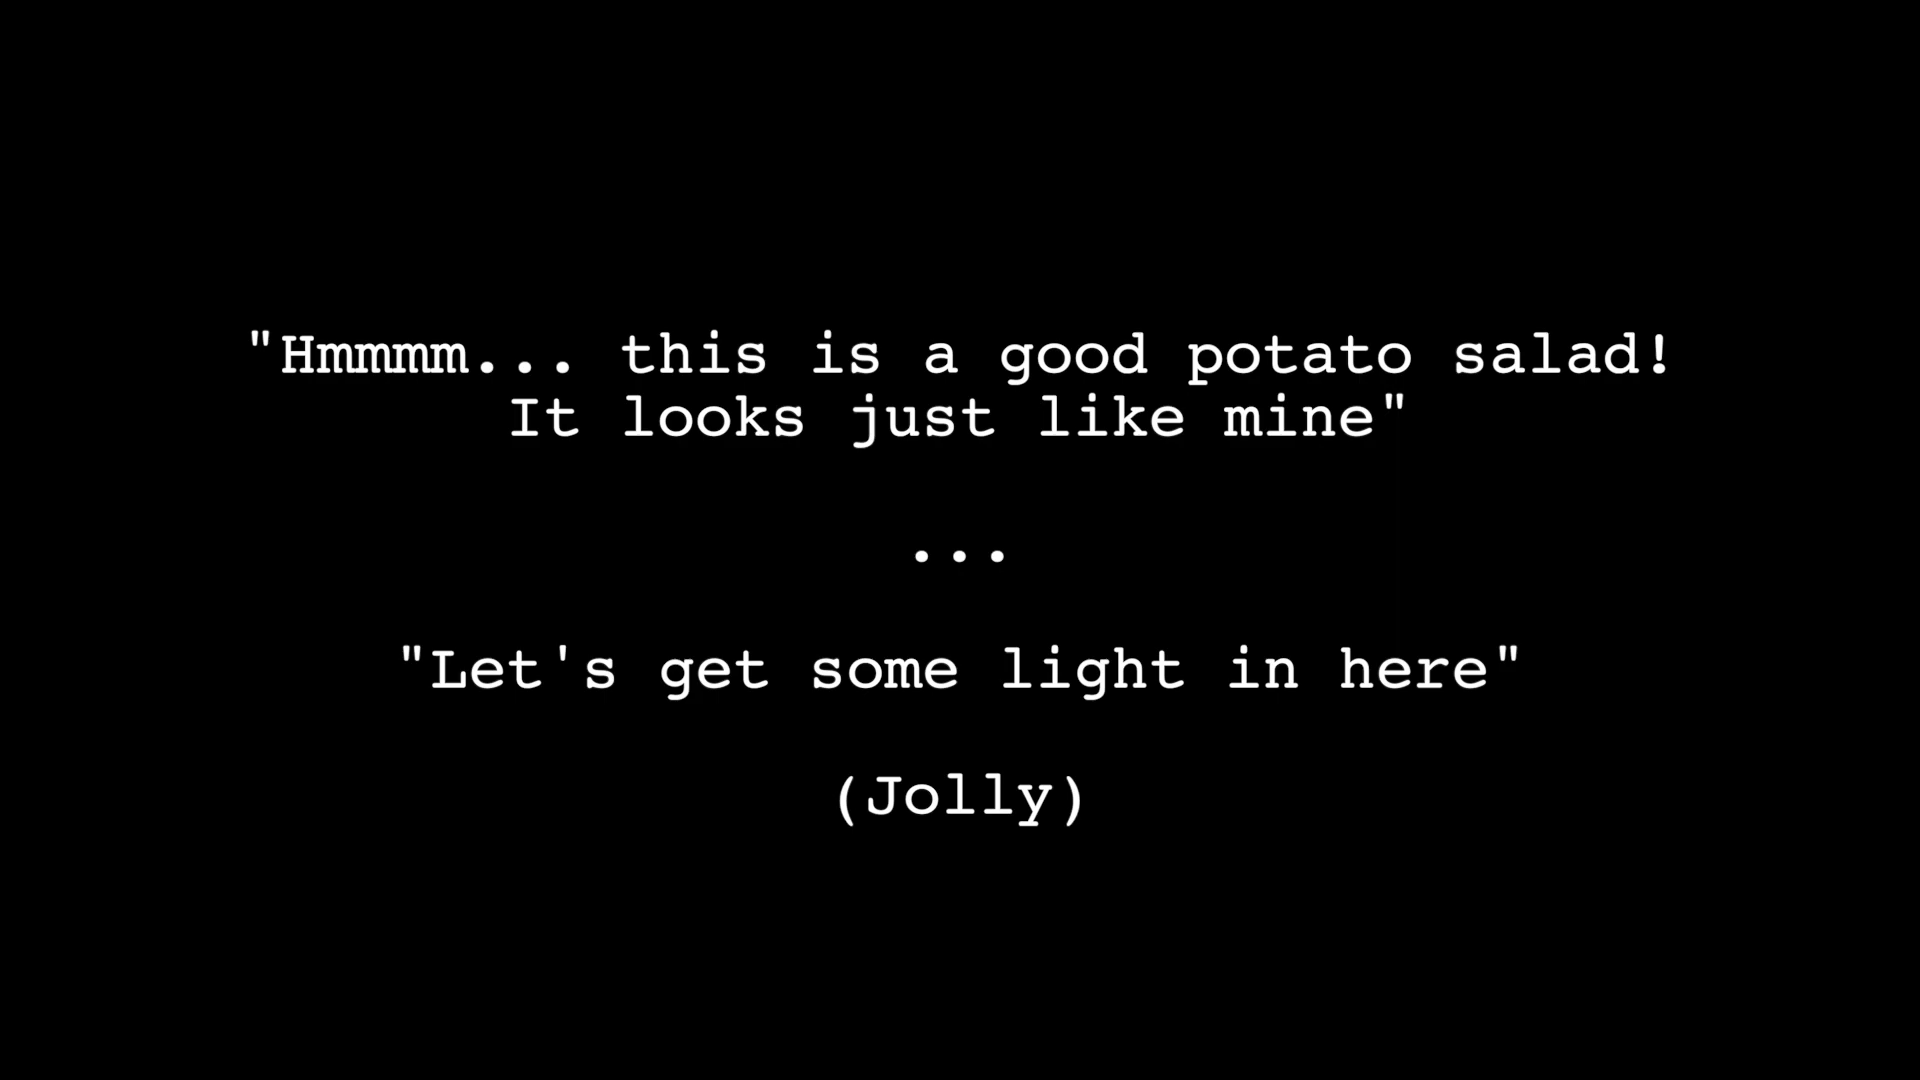 "Hmmmm... this is a good potato salad!
It looks just like mine"
...
"Let's get some light in here"
(Jolly)